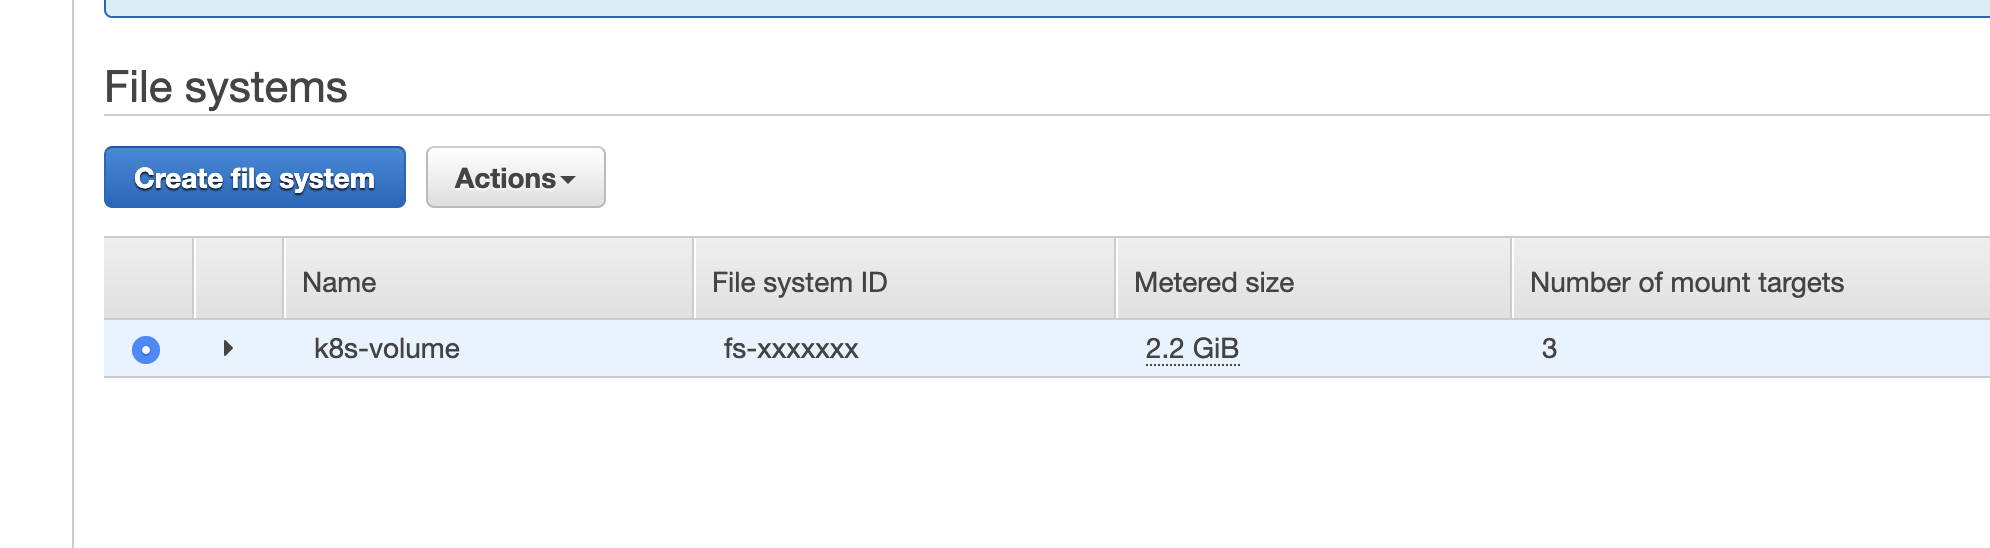 File systems
Create file system Actions
Name File system ID Metered size Number of mount targets
k8s-volume fs-xxxxxxx 2.2 GiB 3